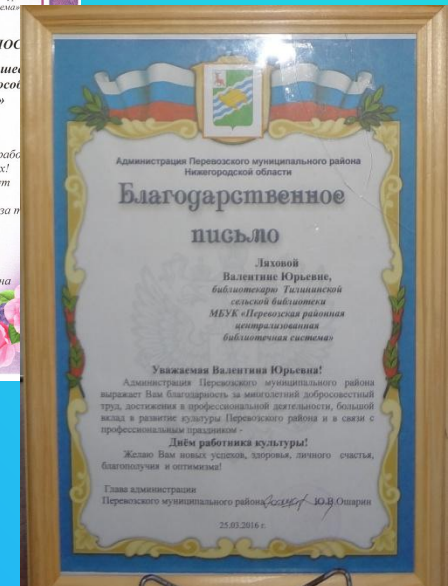 Администрация Перевозского муниципального района
Нижегородской области
Благодарственное
письмо
Ляховой
Валентине Юрьевне,
библиотекарю Тилининской
сельской библиотеки
МБУК «Перевозская районная
централизованная
библиотечная система»
Уважаемая Валентина Юрьевна!
Администрация Перевозского муниципального района
выражает Вам благодарность за многолетний добросовестный
труд, достижения в профессиональной деятельности, большой
вклад в развитие культуры Перевозского района и в связи с
профессиональным праздником -
Днём работника культуры!
Желаю Вам новых успехов, здоровья, личного счастья,
благополучия и оптимизма!
Глава администрации
Перевозского муниципального района Ю.В.Ошарин
25.03.2016 г.